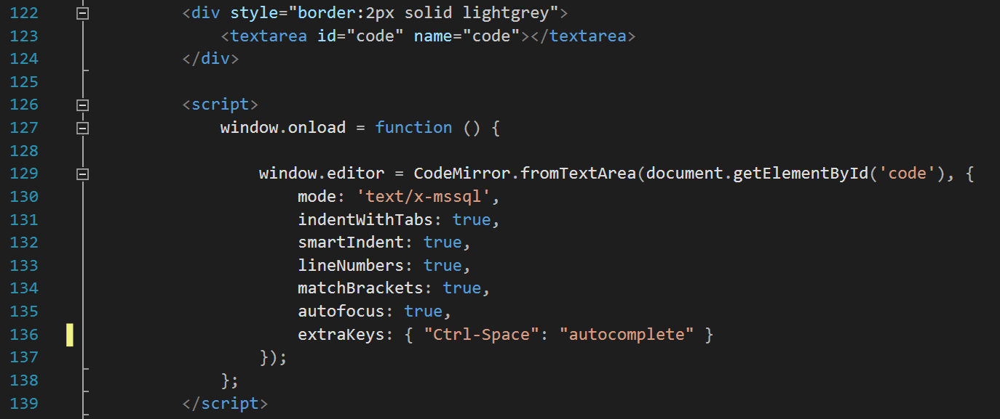 122 <div style="border:2px solid lightgrey">
123 <textarea id="code" name="code"></textarea>
124 </div>
125
126 <script>
127 window.onload = function () {
128
129 window.editor = CodeMirror.fromTextArea(document.getElementById('code'), {
130 mode: 'text/x-mssql',
131 indentWithTabs: true,
132 smartIndent: true,
133 lineNumbers: true,
134 matchBrackets: true,
135 autofocus: true,
136 extraKeys: { "Ctrl-Space": "autocomplete" }
137 });
138 };
139 </script>